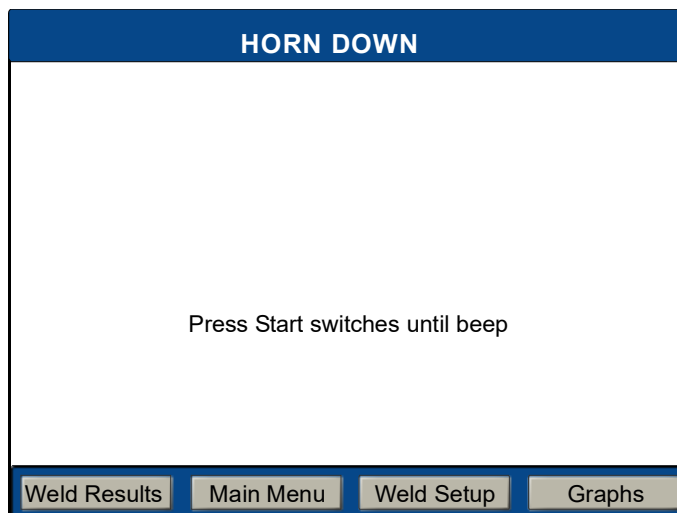 HORN DOWN
Press Start switches until beep
Weld Results Main Menu Weld Setup Graphs